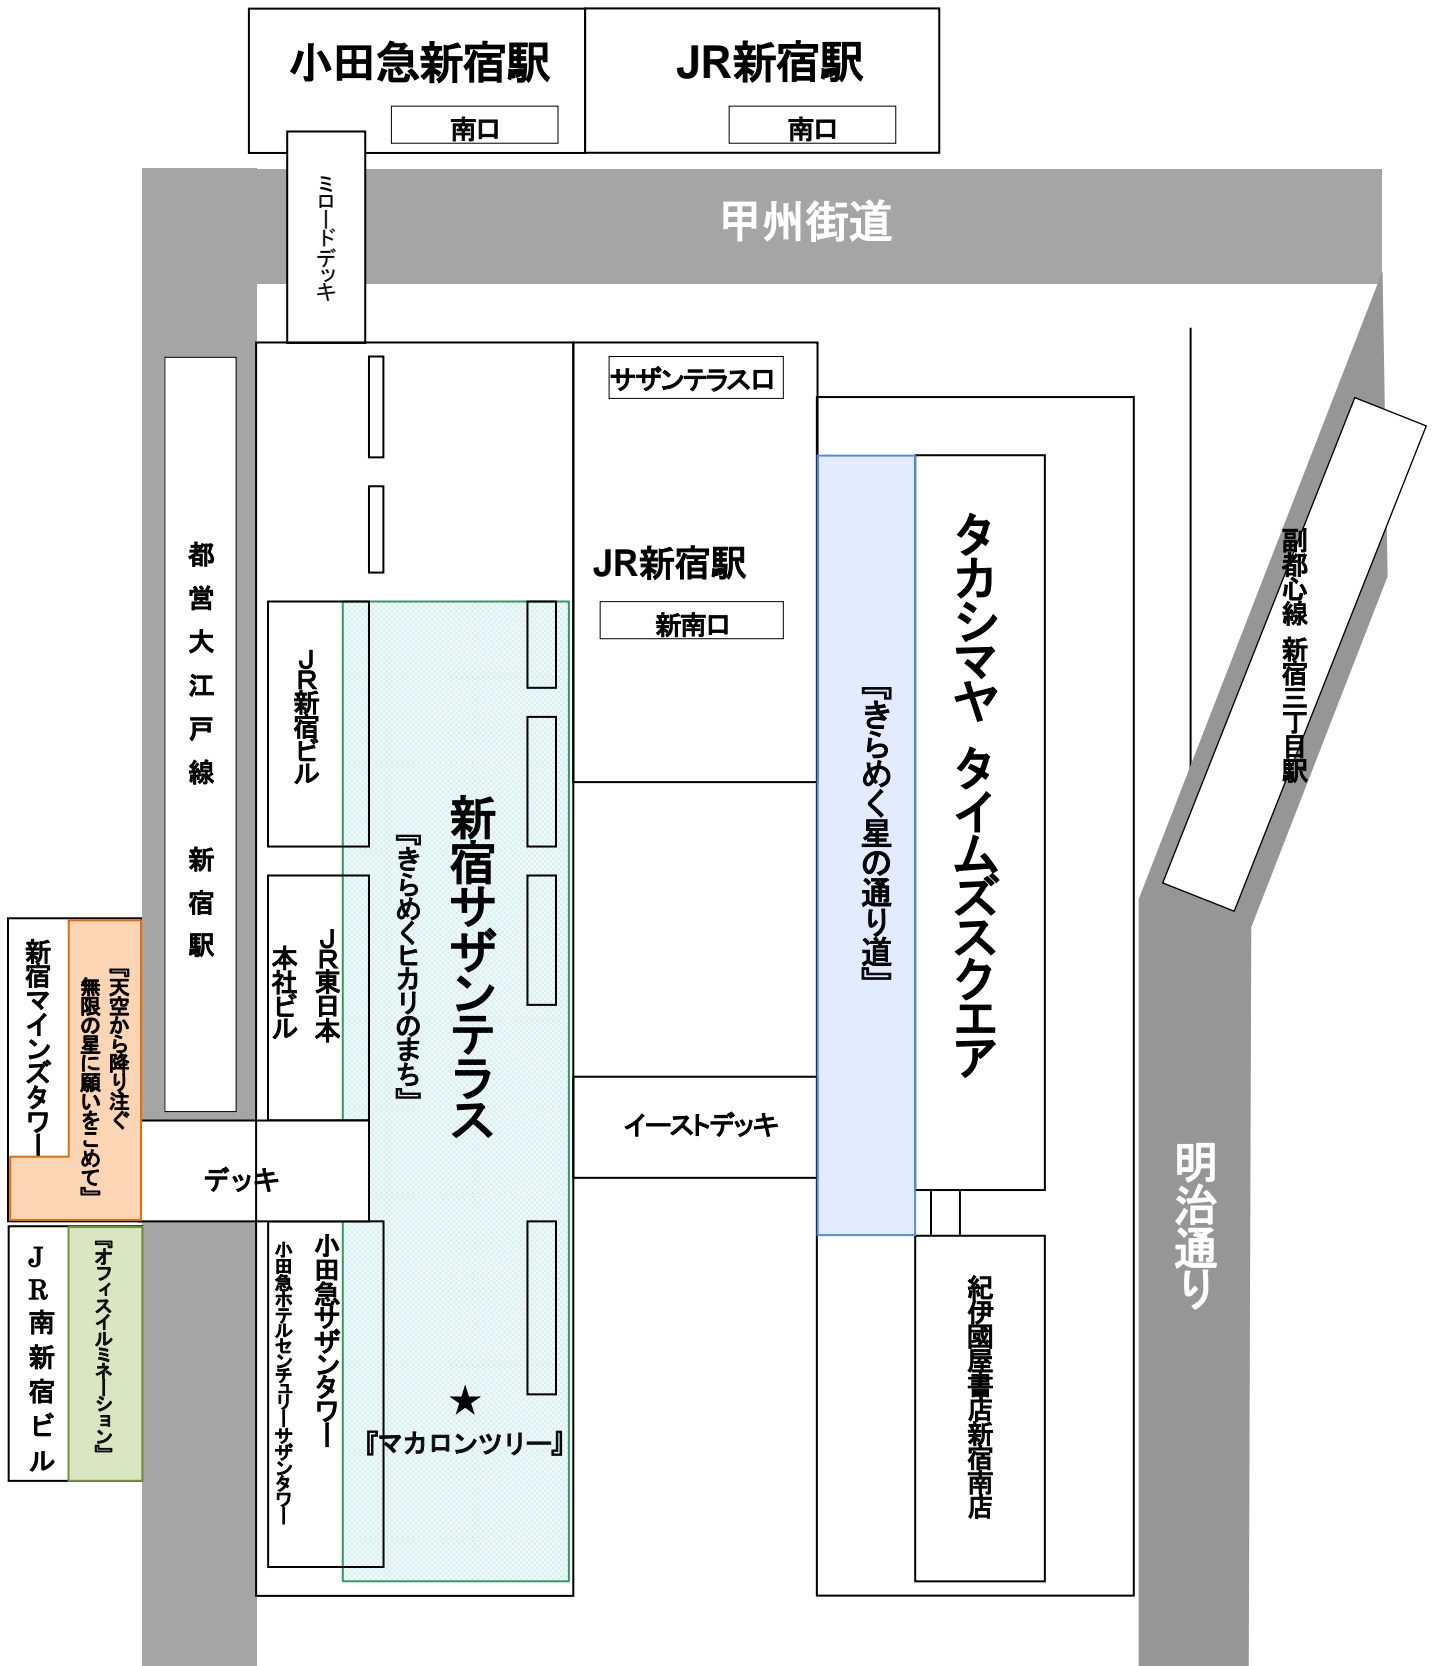 小田急新宿駅
JR新宿駅
南口
南口
ミロードデッキ
甲州街道
サザンテラス口
JR新宿駅
新南口
都営大江戸線 新宿駅
JR新宿ビル
新宿サザンテラス
『きらめくヒカリのまち』
『きらめく星の通り道』
タカシマヤ タイムズスクエア
副都心線 新宿三丁目駅
新宿マインズタワー
『天空から降り注ぐ
無限の星に願いをこめて』
JR東日本
本社ビル
デッキ
イーストデッキ
明治通り
JR南新宿ビル
『オフィスイルミネーション』
小田急サザンタワー
小田急ホテルセンチュリーサザンタワー
★
『マカロンツリー』
紀伊國屋書店新宿南店